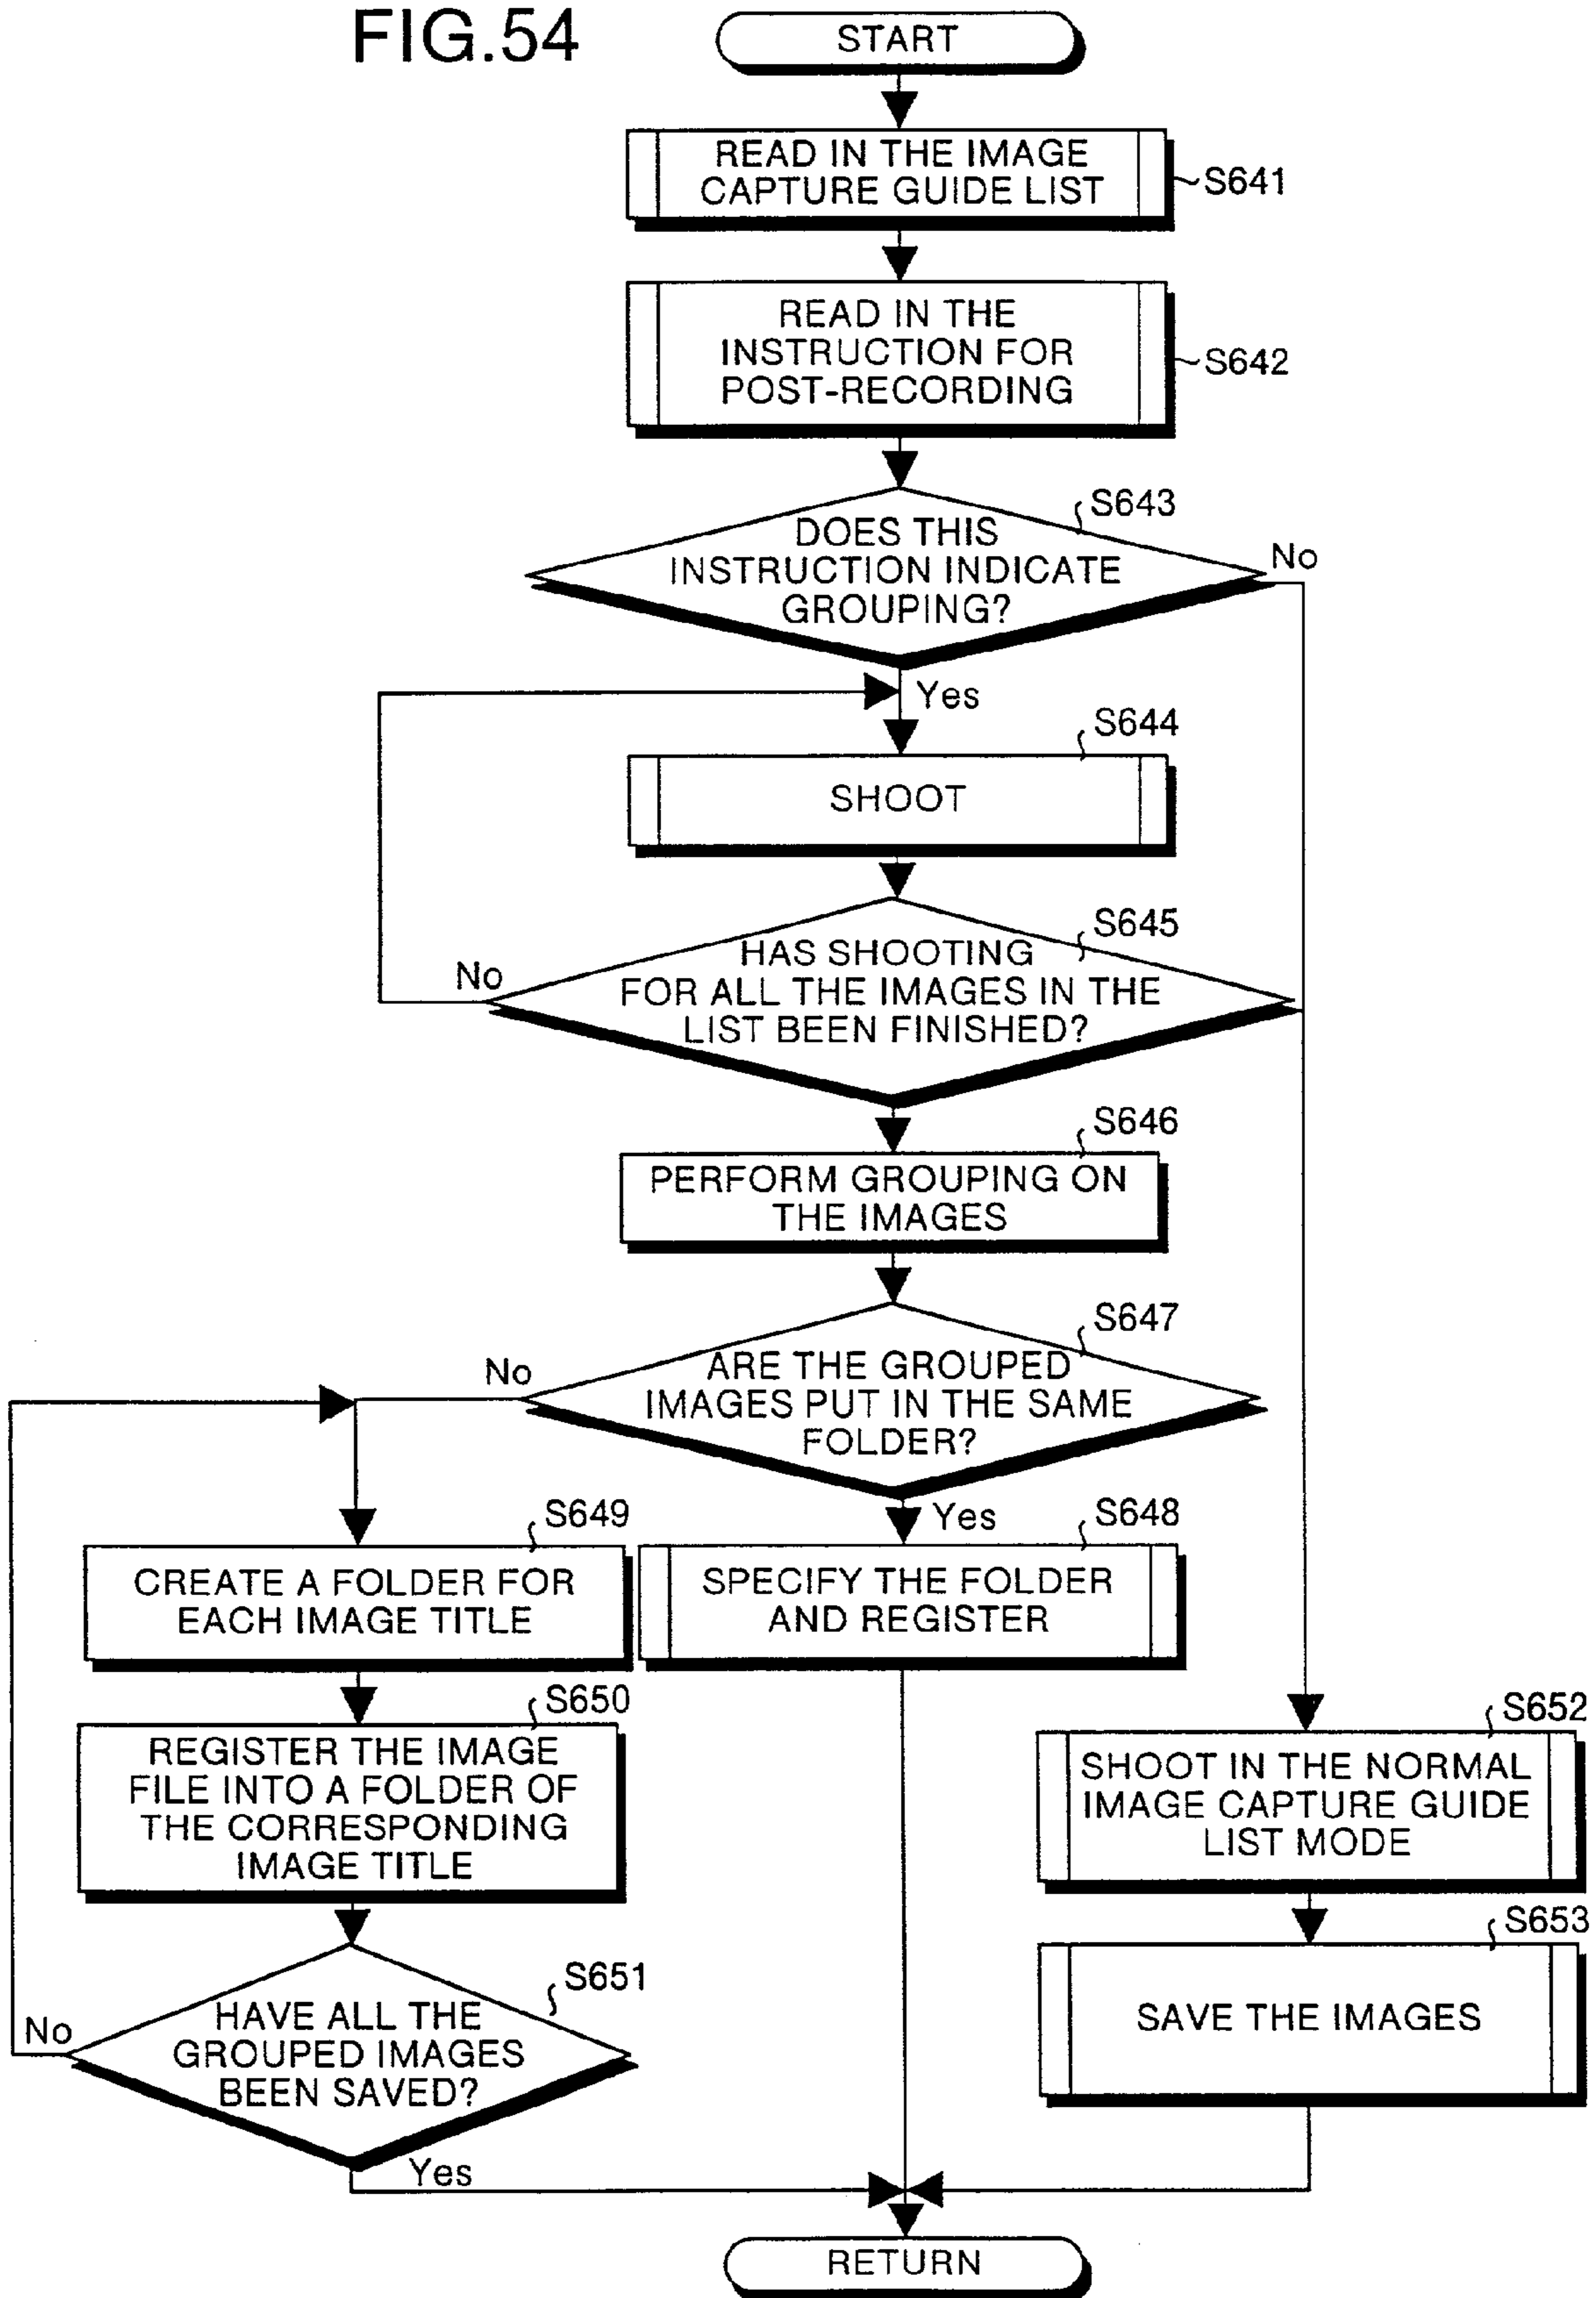 FIG.54
START
READ IN THE IMAGE
CAPTURE GUIDE LIST
S641
READ IN THE
INSTRUCTION FOR
POST-RECORDING
S642
S643
DOES THIS
INSTRUCTION INDICATE
GROUPING?
No
Yes
S644
SHOOT
S645
HAS SHOOTING
FOR ALL THE IMAGES IN THE
LIST BEEN FINISHED?
No
S646
PERFORM GROUPING ON
THE IMAGES
S647
ARE THE GROUPED
IMAGES PUT IN THE SAME
FOLDER?
No
Yes
S649
CREATE A FOLDER FOR
EACH IMAGE TITLE
S648
SPECIFY THE FOLDER
AND REGISTER
S650
REGISTER THE IMAGE
FILE INTO A FOLDER OF
THE CORRESPONDING
IMAGE TITLE
S652
SHOOT IN THE NORMAL
IMAGE CAPTURE GUIDE
LIST MODE
S653
SAVE THE IMAGES
S651
HAVE ALL THE
GROUPED IMAGES
BEEN SAVED?
No
Yes
RETURN